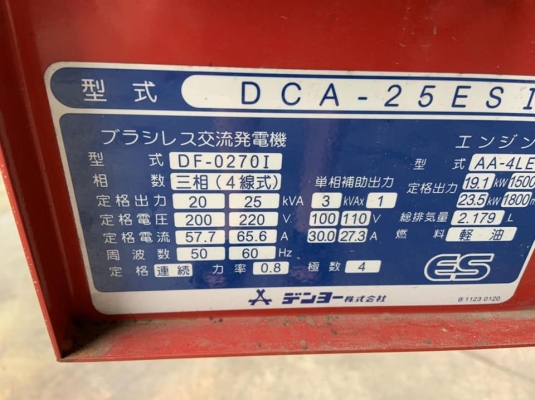 型式 DCA-25ESI
ブラシレス交流発電機
型式 DF-0270I
相数 三相(4線式) 単相補助出力
定格出力 20 25 kVA 3 kVAx 1
定格電圧 200 220 V. 100 110 V.
定格電流 57.7 65.6 A 30.0 27.3 A.
周波数 50 60 Hz
定格 連続 力率 0.8 極数 4
エンジン
型式 AA-4LE
定格出力 19.1 kW 1500
23.5 kW 1800m
総排気量 2.179 L
燃料 軽油
ES
デンヨー株式会社
B 1123 0120